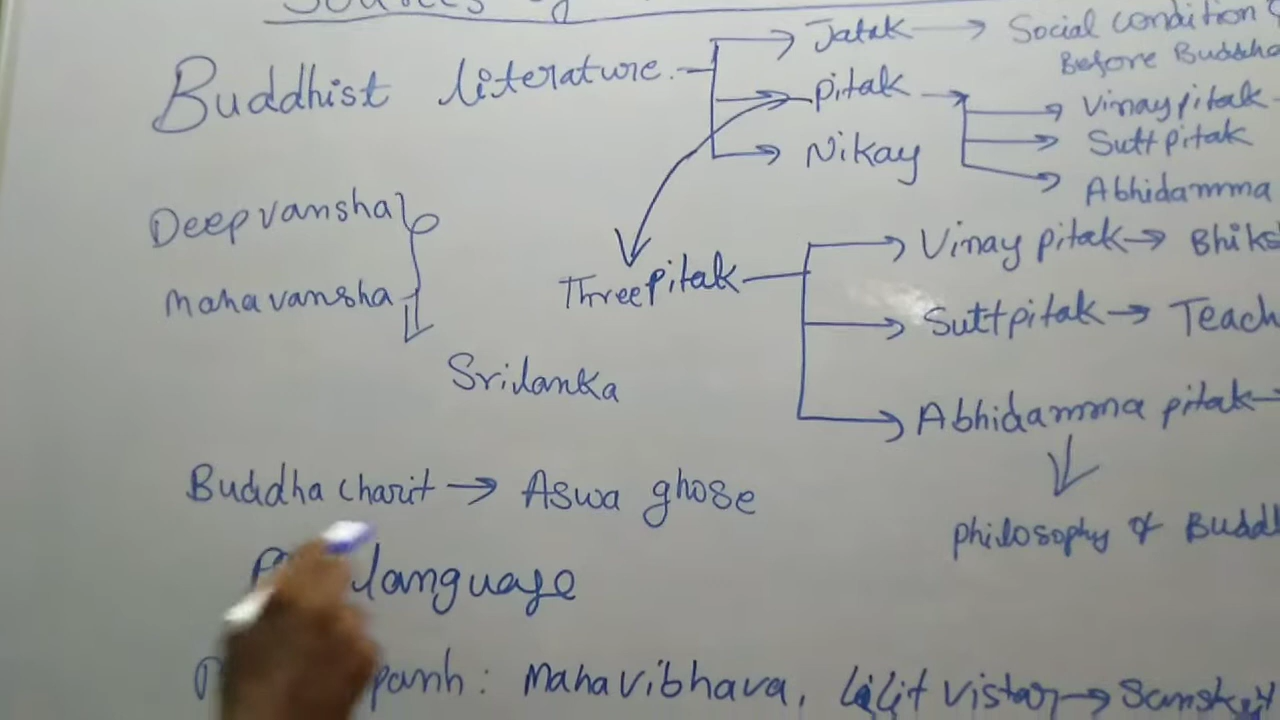 Buddhist literature
Jatak → Social condition
Before Buddha
Pitak →
Vinay pitak
Sutt pitak
Abhidamma
Nikay
Deepvansha
Mahavansha
Srilanka
Three pitak
Vinay pitak → Bhiks
Sutt pitak → Teach
Abhidamma pitak →
philosophy of Budd
Buddha charit → Aswa ghose
language
panh : Mahavibhava, Lalit vistar → Sanskrit